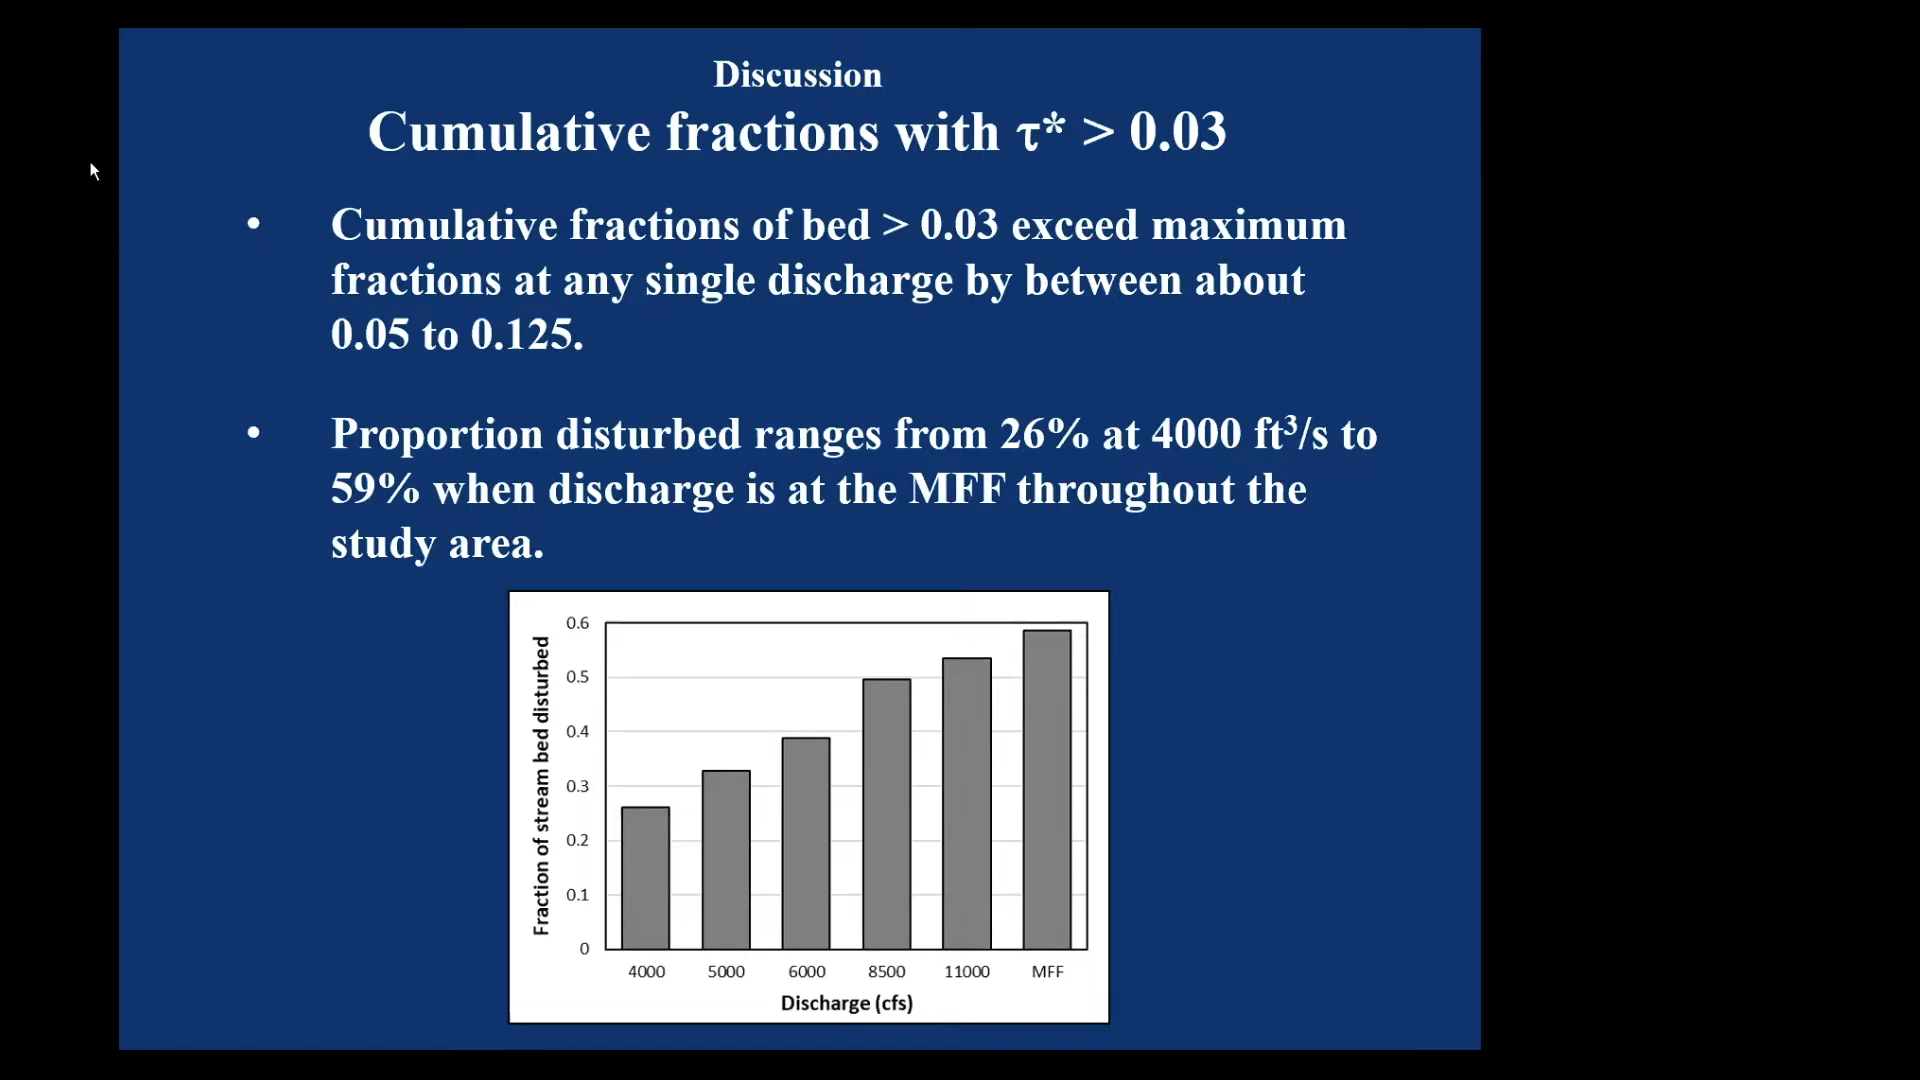 Discussion
Cumulative fractions with τ* > 0.03
• Cumulative fractions of bed > 0.03 exceed maximum
fractions at any single discharge by between about
0.05 to 0.125.
• Proportion disturbed ranges from 26% at 4000 ft³/s to
59% when discharge is at the MFF throughout the
study area.
Fraction of stream bed disturbed
0.6
0.5
0.4
0.3
0.2
0.1
0
4000 5000 6000 8500 11000 MFF
Discharge (cfs)